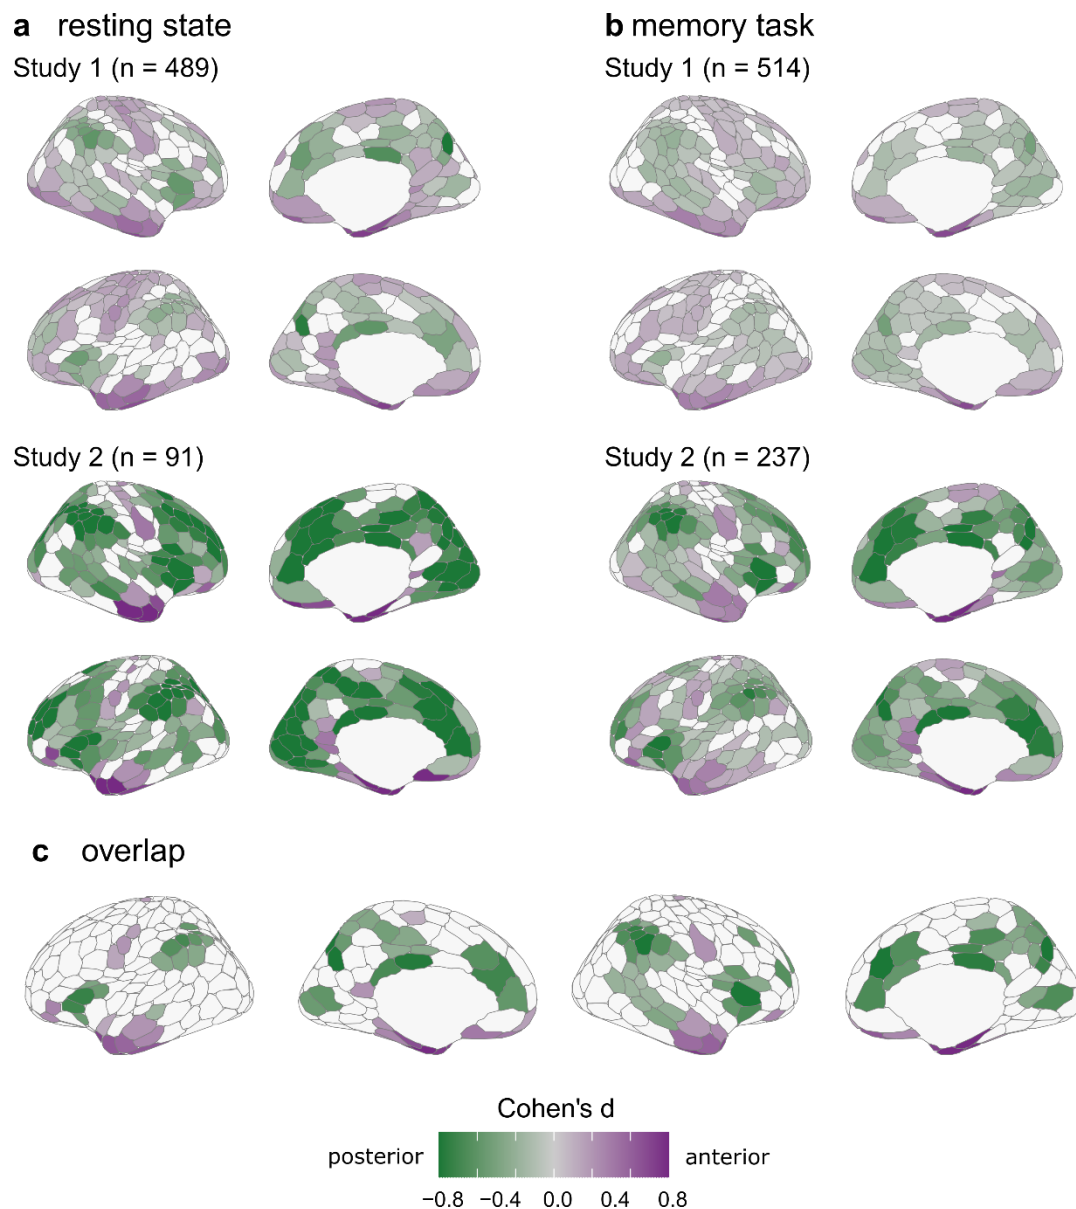 a resting state
Study 1 (n = 489)
b memory task
Study 1 (n = 514)
Study 2 (n = 91)
Study 2 (n = 237)
c overlap
Cohen's d
posterior anterior
−0.8 −0.4 0.0 0.4 0.8